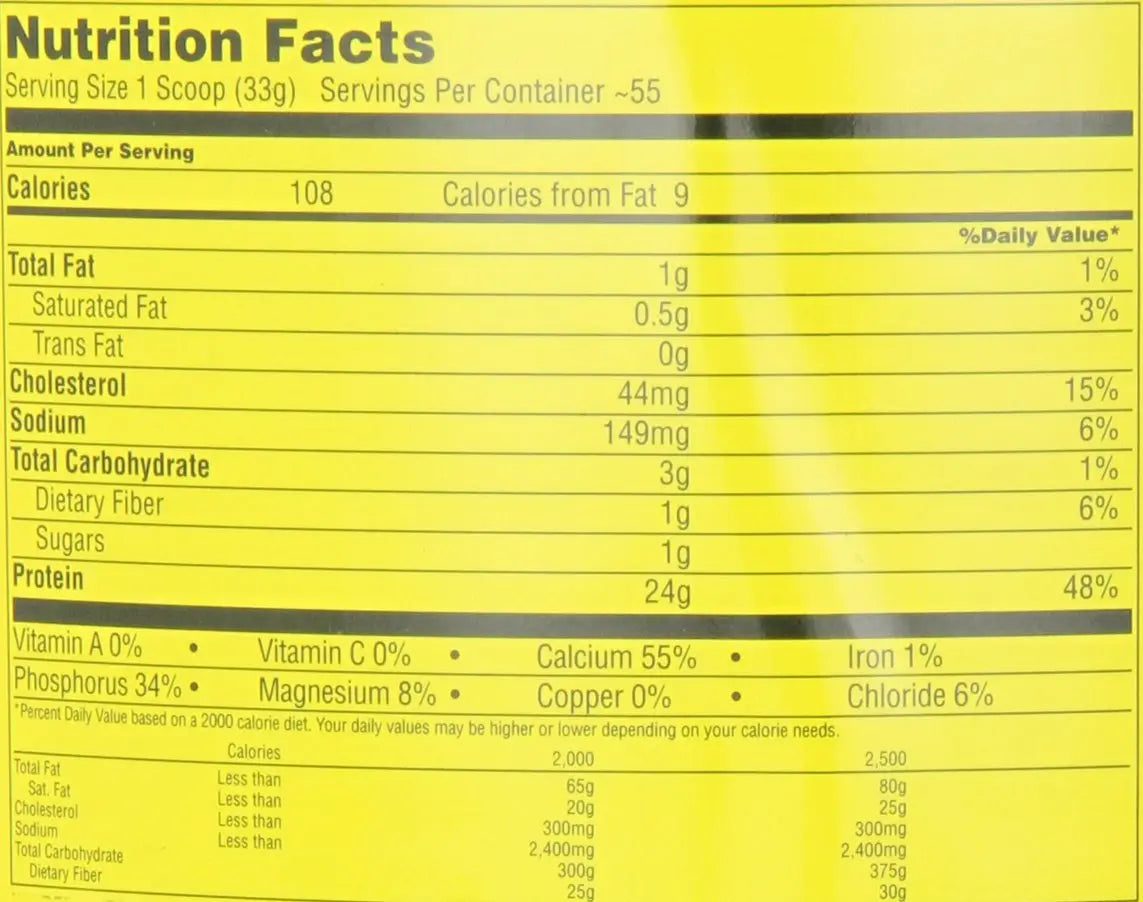 Nutrition Facts
Serving Size 1 Scoop (33g) Servings Per Container ~55
Amount Per Serving
Calories 108 Calories from Fat 9
%Daily Value*
Total Fat 1g 1%
Saturated Fat 0.5g 3%
Trans Fat 0g
Cholesterol 44mg 15%
Sodium 149mg 6%
Total Carbohydrate 3g 1%
Dietary Fiber 1g 6%
Sugars 1g
Protein 24g 48%
Vitamin A 0% • Vitamin C 0% • Calcium 55% • Iron 1%
Phosphorus 34% • Magnesium 8% • Copper 0% • Chloride 6%
*Percent Daily Value based on a 2000 calorie diet. Your daily values may be higher or lower depending on your calorie needs.
Calories 2,000 2,500
Total Fat Less than 65g 80g
Sat. Fat Less than 20g 25g
Cholesterol Less than 300mg 300mg
Sodium Less than 2,400mg 2,400mg
Total Carbohydrate 300g 375g
Dietary Fiber 25g 30g